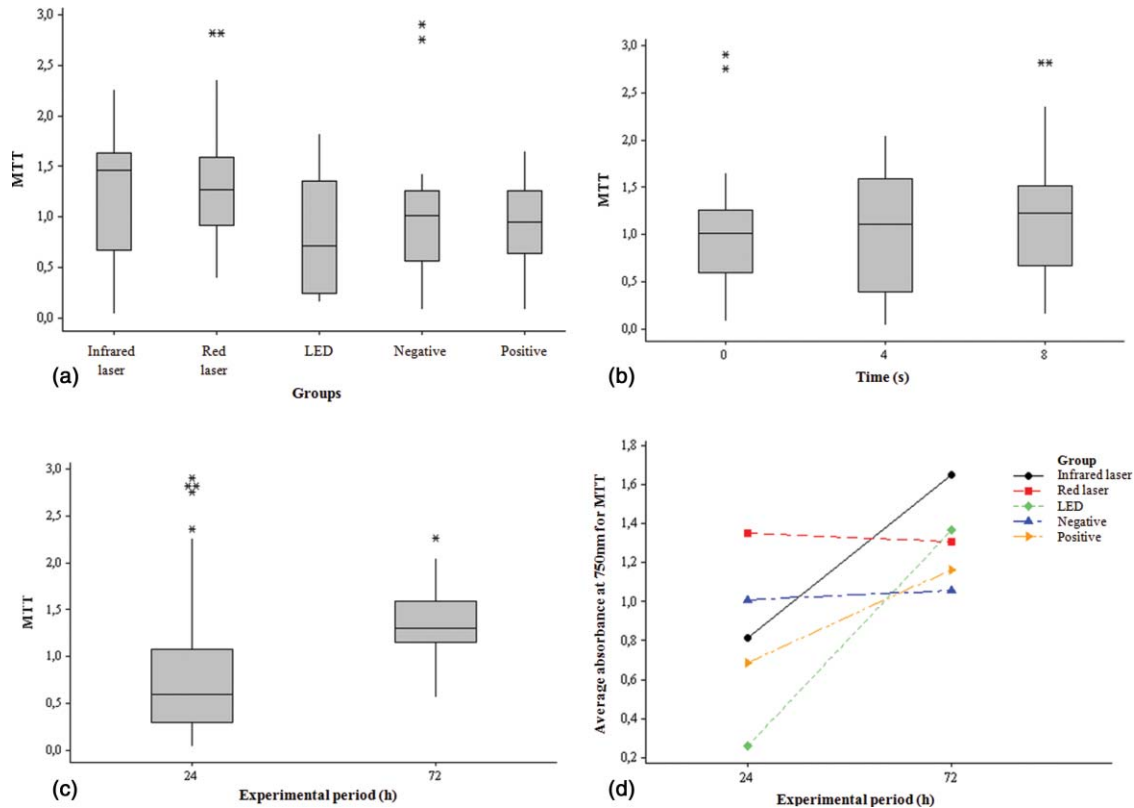 3,0
2,5
2,0
1,5
1,0
0,5
0,0
MTT
**
*
*
Infrared laser
Red laser
LED
Negative
Positive
(a)
Groups
3,0
2,5
2,0
1,5
1,0
0,5
0,0
MTT
*
*
**
0
4
8
(b)
Time (s)
3,0
2,5
2,0
1,5
1,0
0,5
0,0
MTT
*
**
*
*
*
24
72
(c)
Experimental period (h)
1,8
1,6
1,4
1,2
1,0
0,8
0,6
0,4
0,2
Average absorbance at 750nm for MTT
Group
Infrared laser
Red laser
LED
Negative
Positive
24
72
(d)
Experimental period (h)